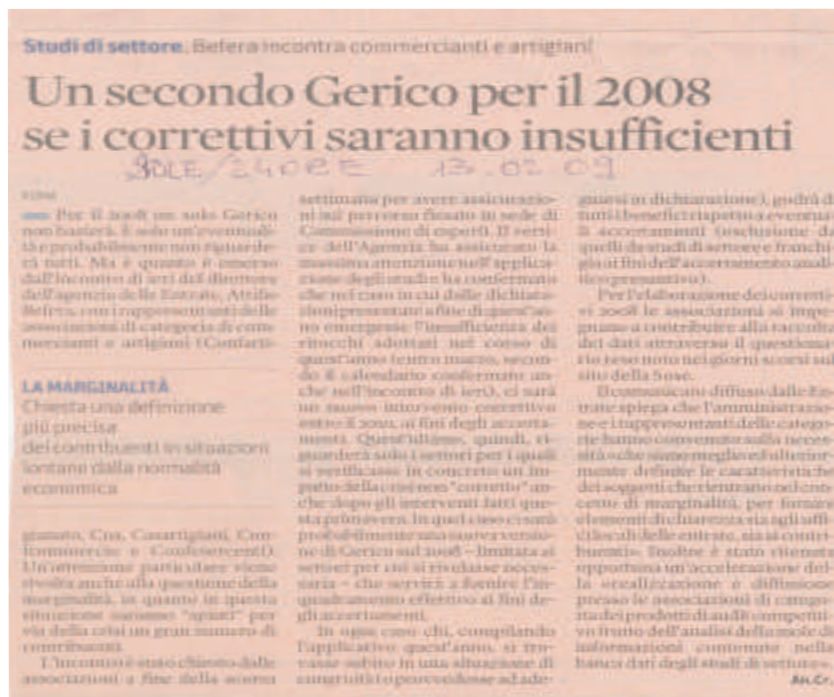 Studi di settore. Befera incontra commercianti e artigiani
Un secondo Gerico per il 2008
se i correttivi saranno insufficienti
SOLE/24ORE 13.02.09
ROMA
Per il 2008 un solo Gerico
non basterà. È solo un'eventuali-
tà e probabilmente non riguarde-
rà tutti. Ma è quanto è emerso
dall'incontro di ieri del direttore
dell'agenzia delle Entrate, Attilio
Befera, con i rappresentanti delle
associazioni di categoria di com-
mercianti e artigiani (Confarti-
LA MARGINALITÀ
Chiesta una definizione
più precisa
dei contribuenti in situazioni
lontane dalla normalità
economica
gianato, Cna, Casartigiani, Con-
fcommercio e Confesercenti).
Un'attenzione particolare viene
rivolta anche alla questione della
marginalità, in quanto in questa
situazione saranno "spinti" per
via della crisi un gran numero di
contribuenti.
L'incontro è stato chiesto dalle
associazioni a fine della scorsa
settimana per avere assicurazio-
ni sul percorso fissato in sede di
Commissione di esperti. Il verti-
ce dell'Agenzia ha assicurato la
massima attenzione nell'applica-
zione degli studi e ha confermato
che nel caso in cui dalle dichiara-
zioni presentate a fine di quest'an-
no emergesse l'insufficienza dei
ritocchi adottati nel corso di
quest'anno (entro marzo, secon-
do il calendario confermato an-
che nell'incontro di ieri), ci sarà
un nuovo intervento correttivo
entro il 2010, ai fini degli accerta-
menti. Quest'ultimo, quindi, ri-
guarderà solo i settori per i quali
si verificasse in concreto un im-
patto della crisi non "corretto" an-
che dopo gli interventi fatti que-
sta primavera. In quel caso ci sarà
probabilmente una nuova versio-
ne di Gerico sul 2008 – limitata ai
settori per cui si rivelasse neces-
saria – che servirà a fornire l'in-
quadramento effettivo ai fini de-
gli accertamenti.
In ogni caso chi, compilando
l'applicativo quest'anno, si tro-
vasse subito in una situazione di
congruità (o provvedesse ad ade-
guarsi in dichiarazione), godrà di
tutti i benefici rispetto a eventua-
li accertamenti (esclusione da
quelli da studi di settore e franchi-
gia ai fini dell'accertamento anali-
tico presuntivo).
Per l'elaborazione dei corretti-
vi 2008 le associazioni si impe-
gnano a contribuire alla raccolta
dei dati attraverso il questiona-
rio reso noto nei giorni scorsi sul
sito della Sose.
Il comunicato diffuso dalle En-
trate spiega che l'amministrazio-
ne e i rappresentanti delle catego-
rie hanno convenuto sulla neces-
sità «che siano meglio ed ulterior-
mente definite le caratteristiche
dei soggetti che rientrano nel con-
cetto di marginalità, per fornire
elementi di chiarezza sia agli uffi-
ci locali delle entrate, sia ai contri-
buenti». Inoltre è stato ritenuta
opportuna un'accelerazione del-
la «realizzazione e diffusione
presso le associazioni di catego-
ria dei prodotti di
frutto dell'analisi della mole di
informazioni contenute nella
banca dati degli studi di settore».
An.Cr.